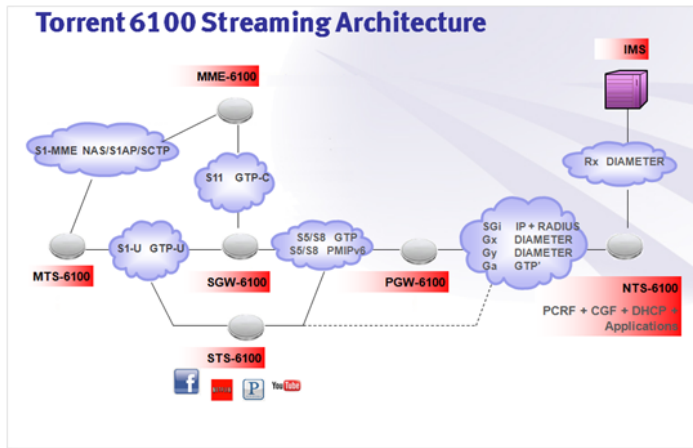 Torrent 6100 Streaming Architecture
IMS
MME-6100
S1-MME NAS/S1AP/SCTP
Rx DIAMETER
S11 GTP-C
S1-U GTP-U
S5/S8 GTP
S5/S8 PMIPv6
SGi IP + RADIUS
Gx DIAMETER
Gy DIAMETER
Ga GTP'
MTS-6100
SGW-6100
PGW-6100
NTS-6100
PCRF + CGF + DHCP +
Applications
STS-6100
f
P
YouTube